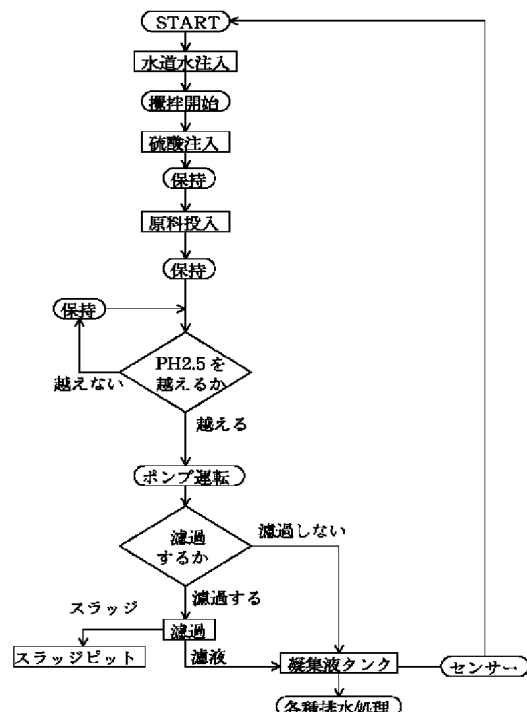 START
水道水注入
攪拌開始
硫酸注入
保持
原料投入
保持
保持
PH2.5を
越えるか
越えない
越える
ポンプ運転
濾過
するか
濾過しない
濾過する
スラッジ
濾過
濾液
スラッジピット
凝集液タンク
センサー
各種排水処理